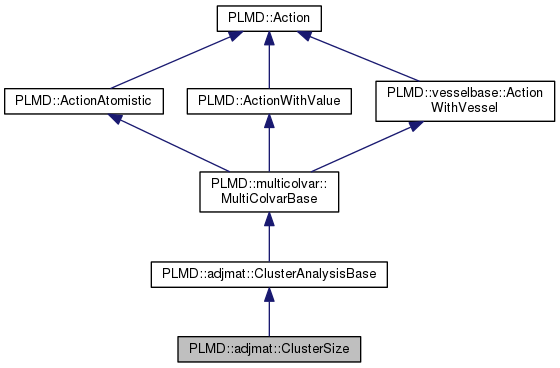 PLMD::Action
PLMD::ActionAtomistic
PLMD::ActionWithValue
PLMD::vesselbase::Action
WithVessel
PLMD::multicolvar::
MultiColvarBase
PLMD::adjmat::ClusterAnalysisBase
PLMD::adjmat::ClusterSize